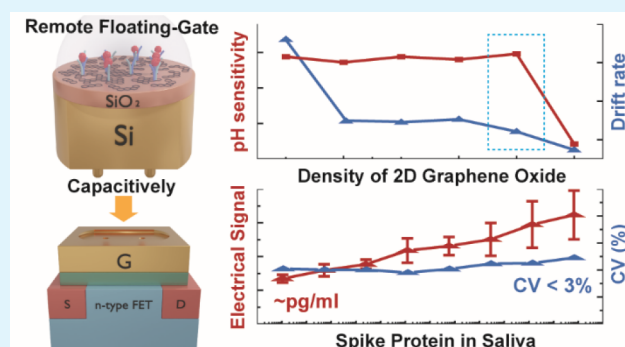 Remote Floating-Gate
SiO₂
Si
Capacitively
G
S
n-type FET
D
pH sensitivity
Drift rate
Density of 2D Graphene Oxide
Electrical Signal
~pg/ml
CV < 3%
CV (%)
Spike Protein in Saliva